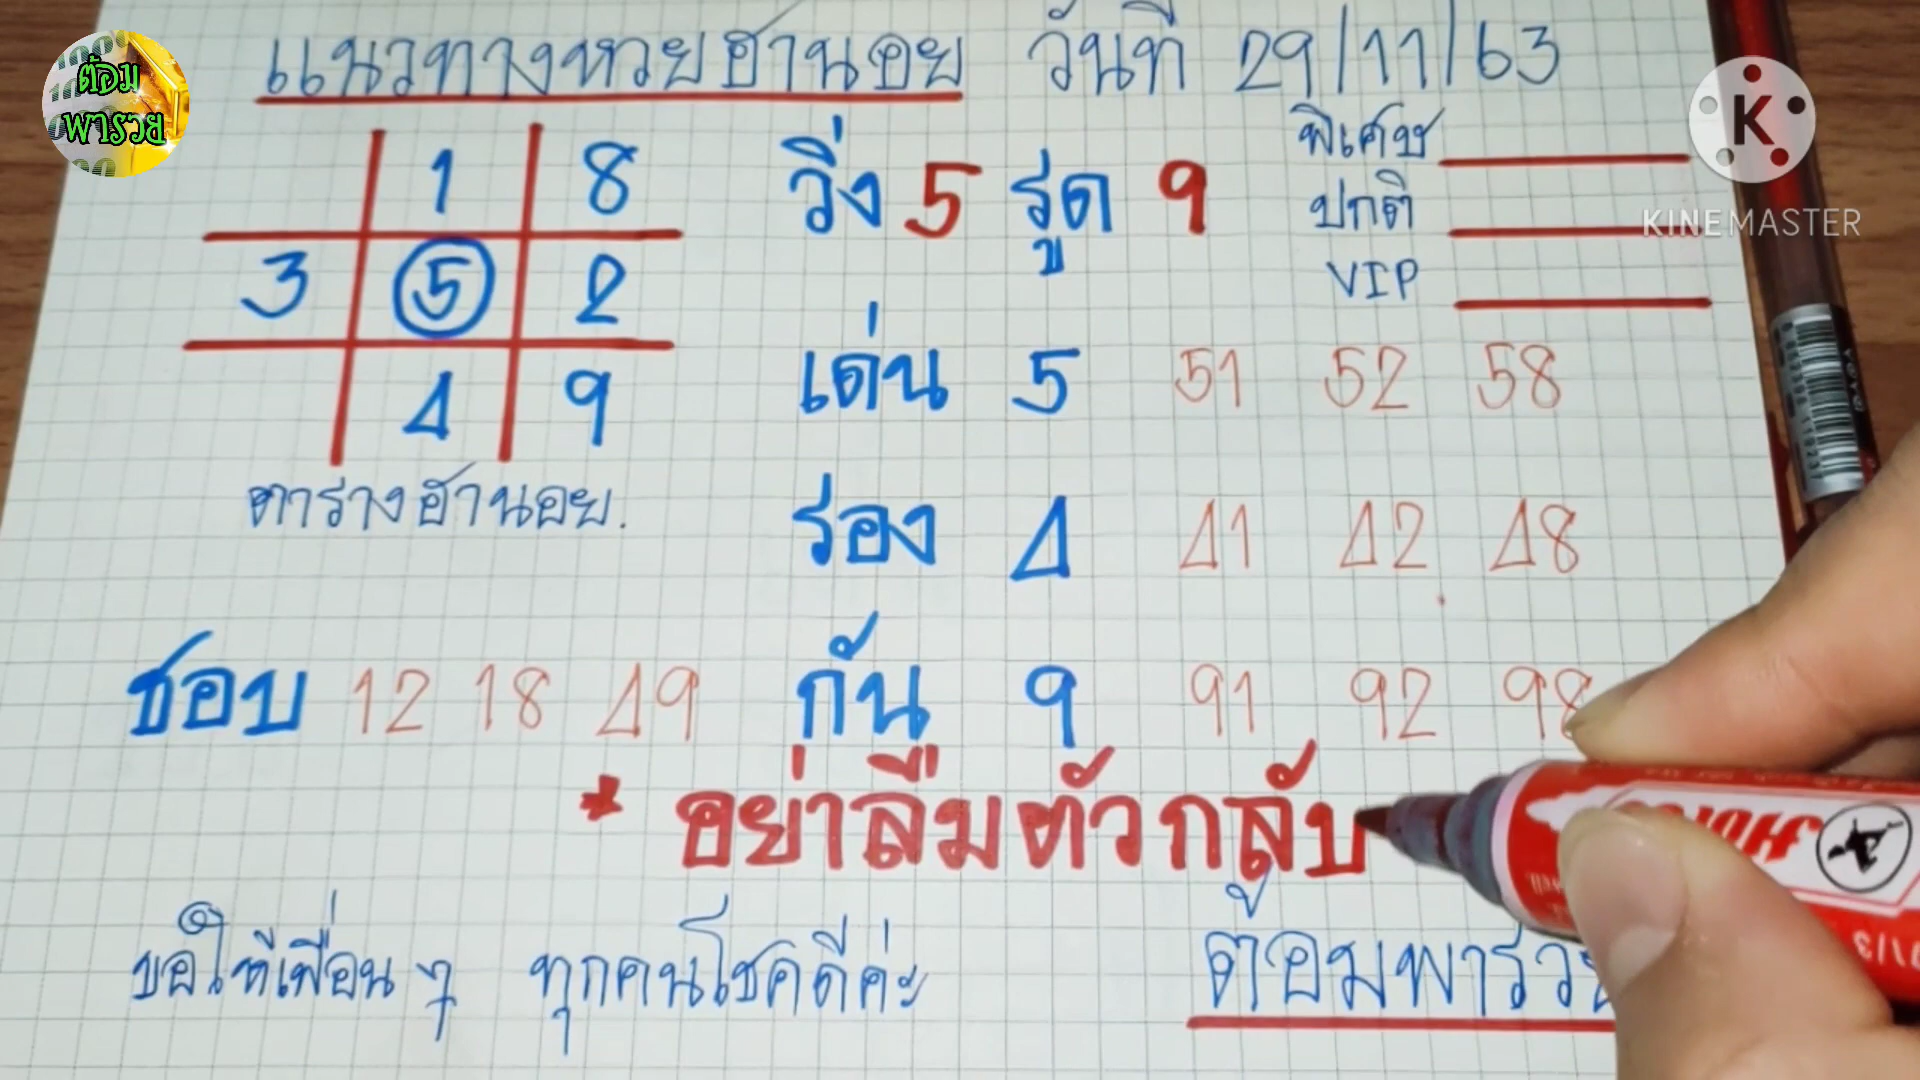 ต้อม
พารวย
แนวทางหวยฮานอย วันที่ 29/11/63
K
KINEMASTER
พิเศษ
ปกติ
VIP
1 8
3 5 2
4 9
ตารางฮานอย.
วิ่ง 5 รูด 9
เด่น 5 51 52 58
ร่อง 4 41 42 48
ชอบ 12 18 49
กัน 9 91 92 98
* อย่าลืมตัวกลับ
ขอให้เพื่อน ๆ ทุกคนโชคดีค่ะ
ต้อมพารวย
Horse